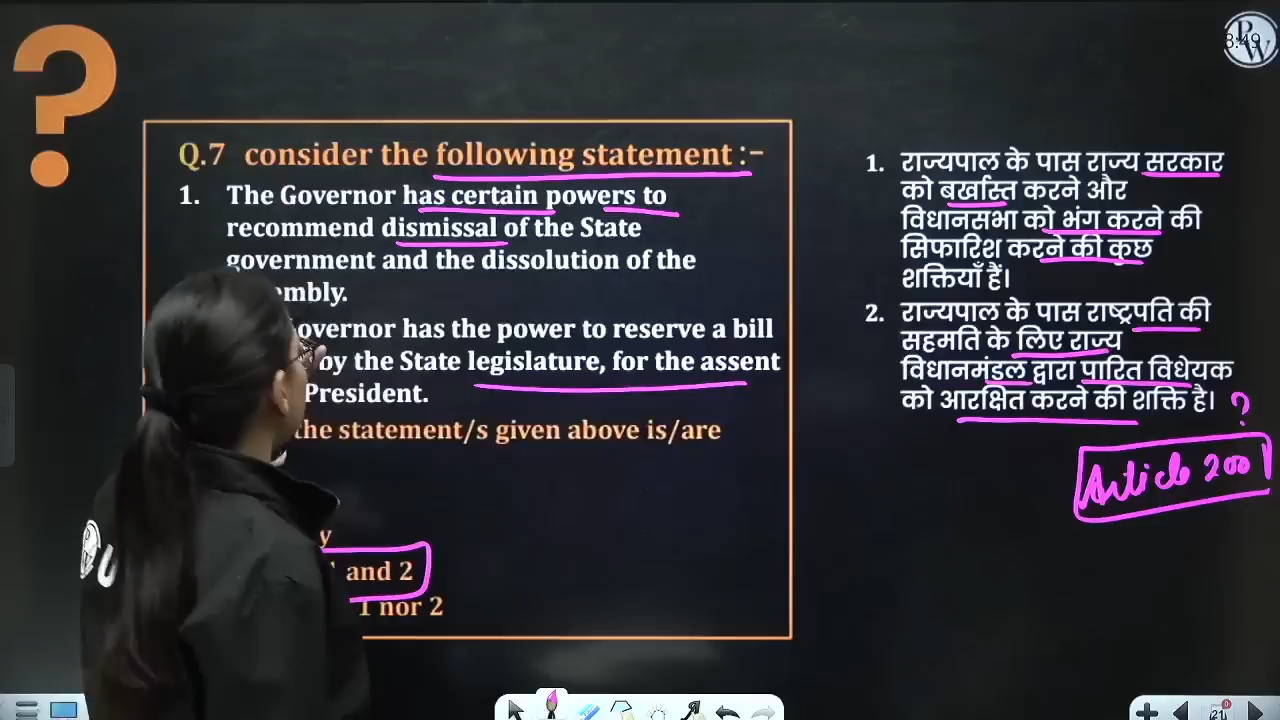 Q.7 consider the following statement :-
1. The Governor has certain powers to
recommend dismissal of the State
government and the dissolution of the
mbly.
overnor has the power to reserve a bill
by the State legislature, for the assent
President.
the statement/s given above is/are
y
1 and 2
1 nor 2
1. राज्यपाल के पास राज्य सरकार
को बर्खास्त करने और
विधानसभा को भंग करने की
सिफारिश करने की कुछ
शक्तियाँ हैं।
2. राज्यपाल के पास राष्ट्रपति की
सहमति के लिए राज्य
विधानमंडल द्वारा पारित विधेयक
को आरक्षित करने की शक्ति है।
?
Article 200
PW
21